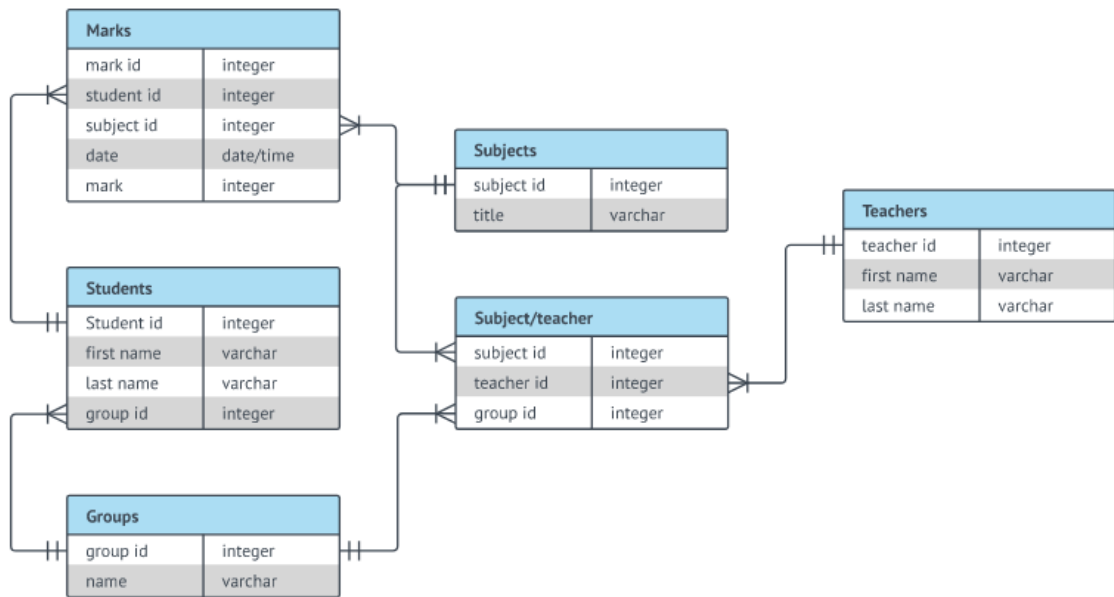 Marks
mark id integer
student id integer
subject id integer
date date/time
mark integer
Subjects
subject id integer
title varchar
Teachers
teacher id integer
first name varchar
last name varchar
Students
Student id integer
first name varchar
last name varchar
group id integer
Subject/teacher
subject id integer
teacher id integer
group id integer
Groups
group id integer
name varchar